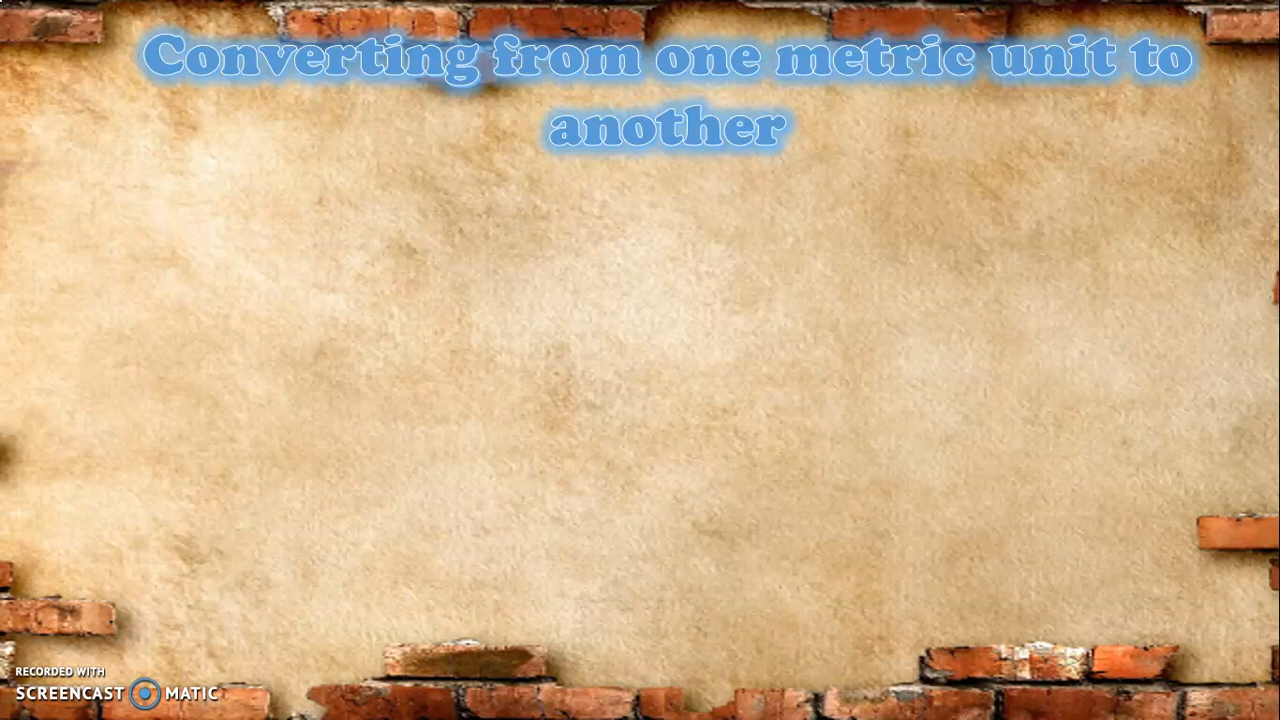 Converting from one metric unit to
another
RECORDED WITH
SCREENCAST MATIC